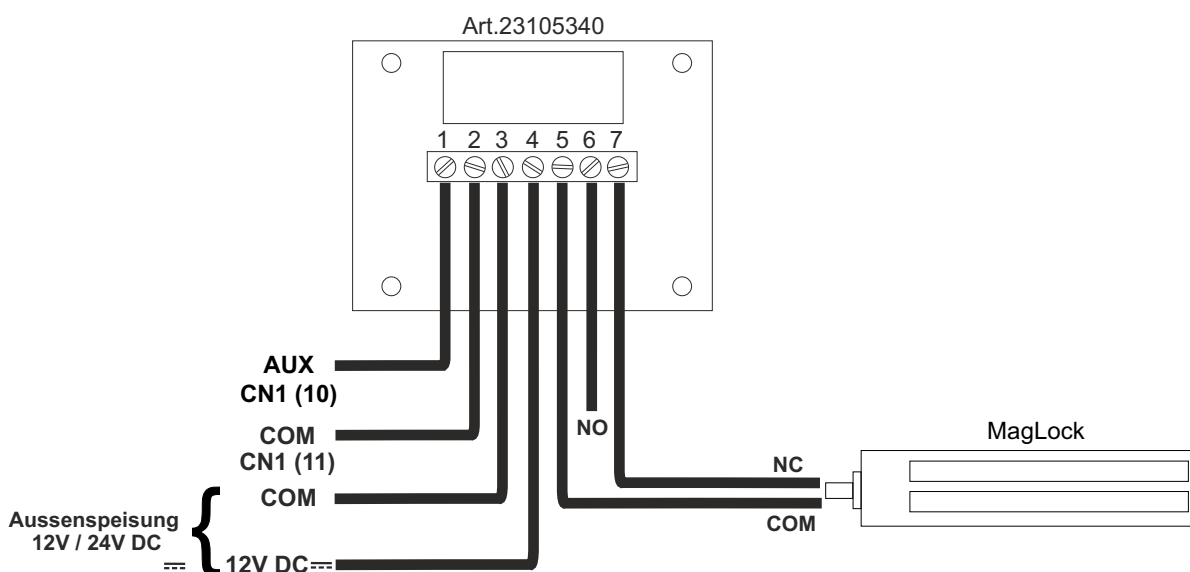 Art.23105340
1 2 3 4 5 6 7
AUX
CN1 (10)
COM
CN1 (11)
COM
Aussenspeisung
12V / 24V DC
12V DC
NO
NC
COM
MagLock